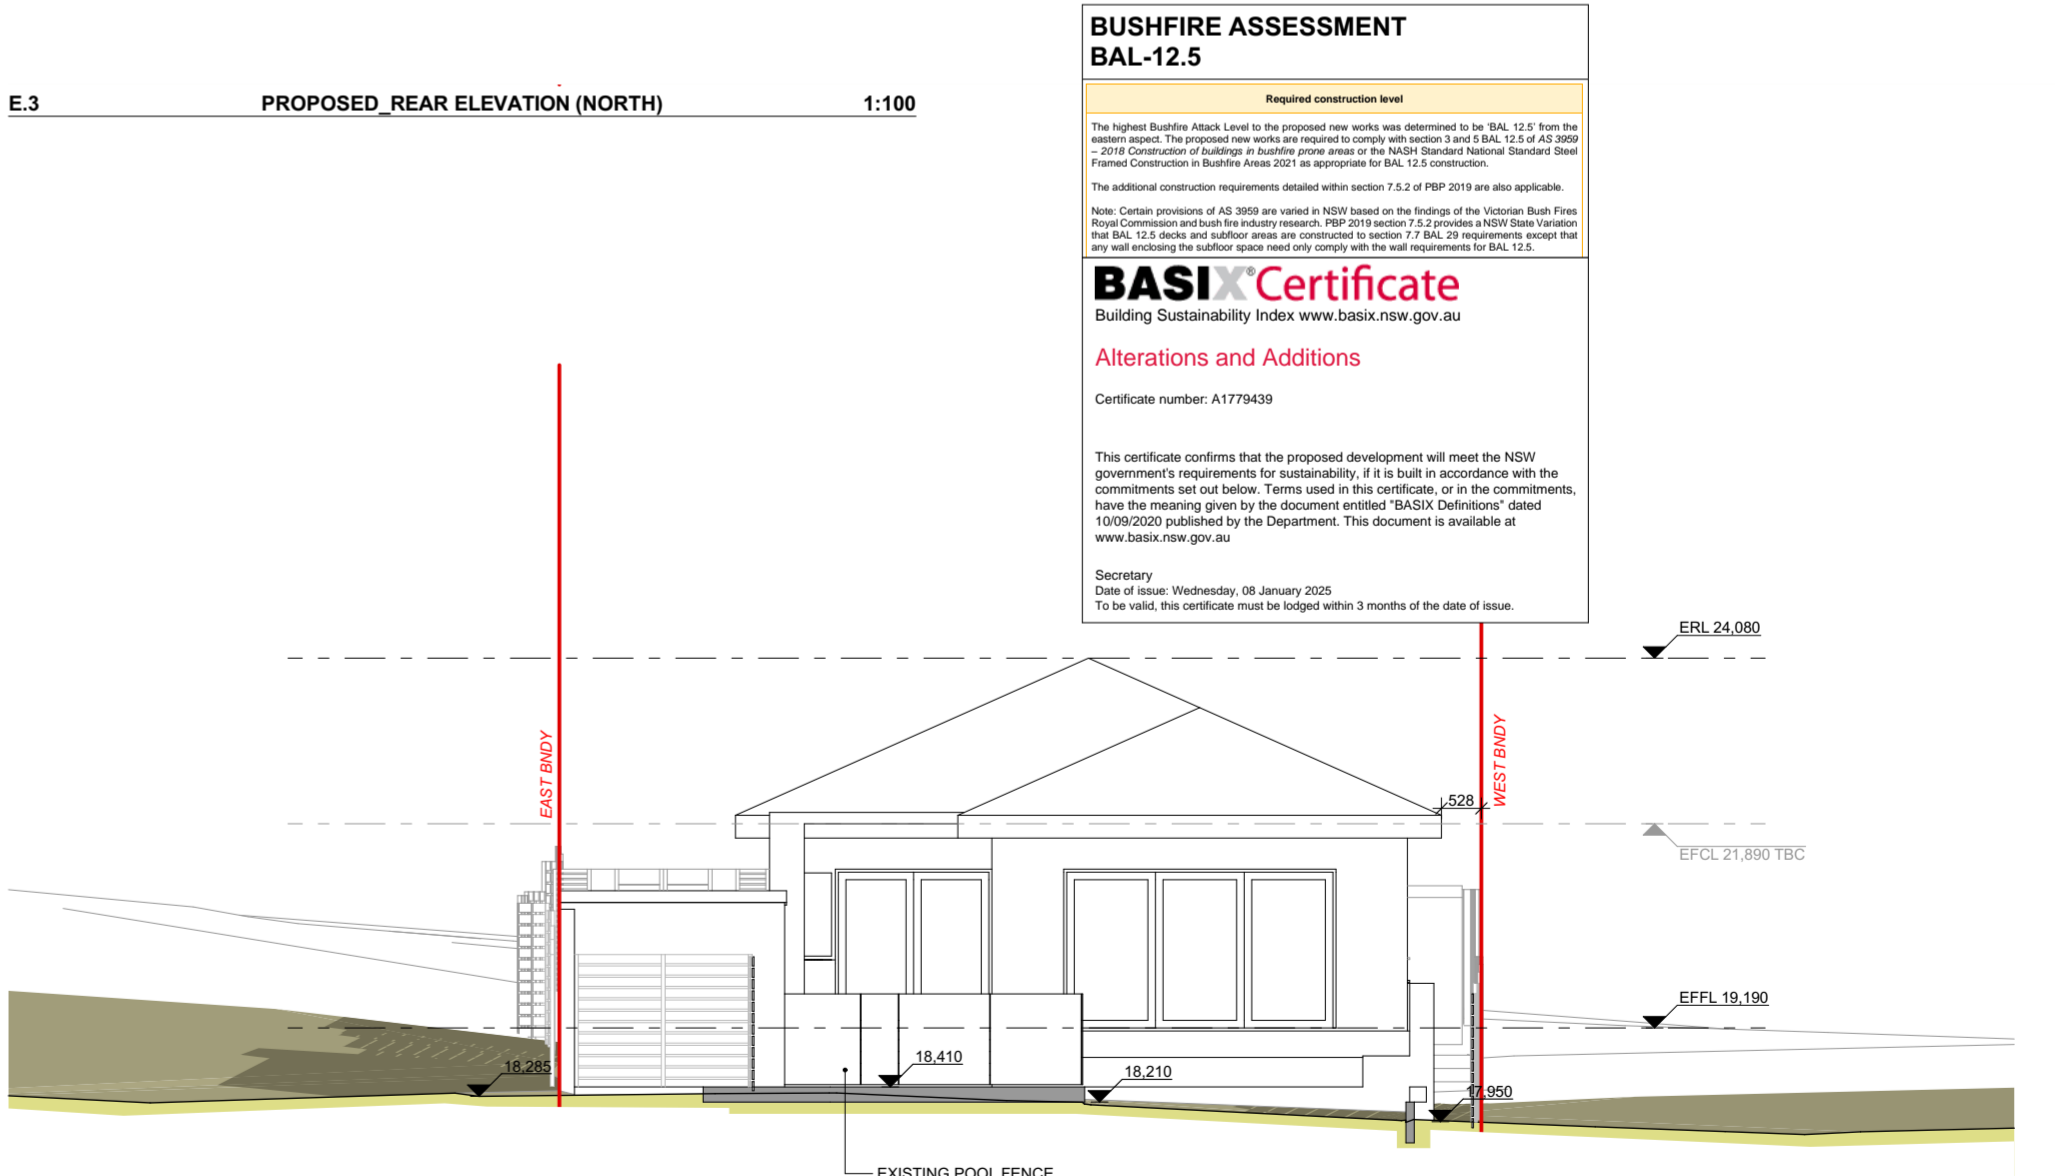 E.3 PROPOSED_REAR ELEVATION (NORTH) 1:100
BUSHFIRE ASSESSMENT
BAL-12.5
Required construction level
The highest Bushfire Attack Level to the proposed new works was determined to be 'BAL 12.5' from the
eastern aspect. The proposed new works are required to comply with section 3 and 5 BAL 12.5 of AS 3959
– 2018 Construction of buildings in bushfire prone areas or the NASH Standard National Standard Steel
Framed Construction in Bushfire Areas 2021 as appropriate for BAL 12.5 construction.
The additional construction requirements detailed within section 7.5.2 of PBP 2019 are also applicable.
Note: Certain provisions of AS 3959 are varied in NSW based on the findings of the Victorian Bush Fires
Royal Commission and bush fire industry research. PBP 2019 section 7.5.2 provides a NSW State Variation
that BAL 12.5 decks and subfloor areas are constructed to section 7.7 BAL 29 requirements except that
any wall enclosing the subfloor space need only comply with the wall requirements for BAL 12.5.
BASIX® Certificate
Building Sustainability Index www.basix.nsw.gov.au
Alterations and Additions
Certificate number: A1779439
This certificate confirms that the proposed development will meet the NSW
government's requirements for sustainability, if it is built in accordance with the
commitments set out below. Terms used in this certificate, or in the commitments,
have the meaning given by the document entitled "BASIX Definitions" dated
10/09/2020 published by the Department. This document is available at
www.basix.nsw.gov.au
Secretary
Date of issue: Wednesday, 08 January 2025
To be valid, this certificate must be lodged within 3 months of the date of issue.
ERL 24,080
EAST BNDY
WEST BNDY
528
EFCL 21,890 TBC
EFFL 19,190
18,285
18,410
18,210
17,950
EXISTING POOL FENCE